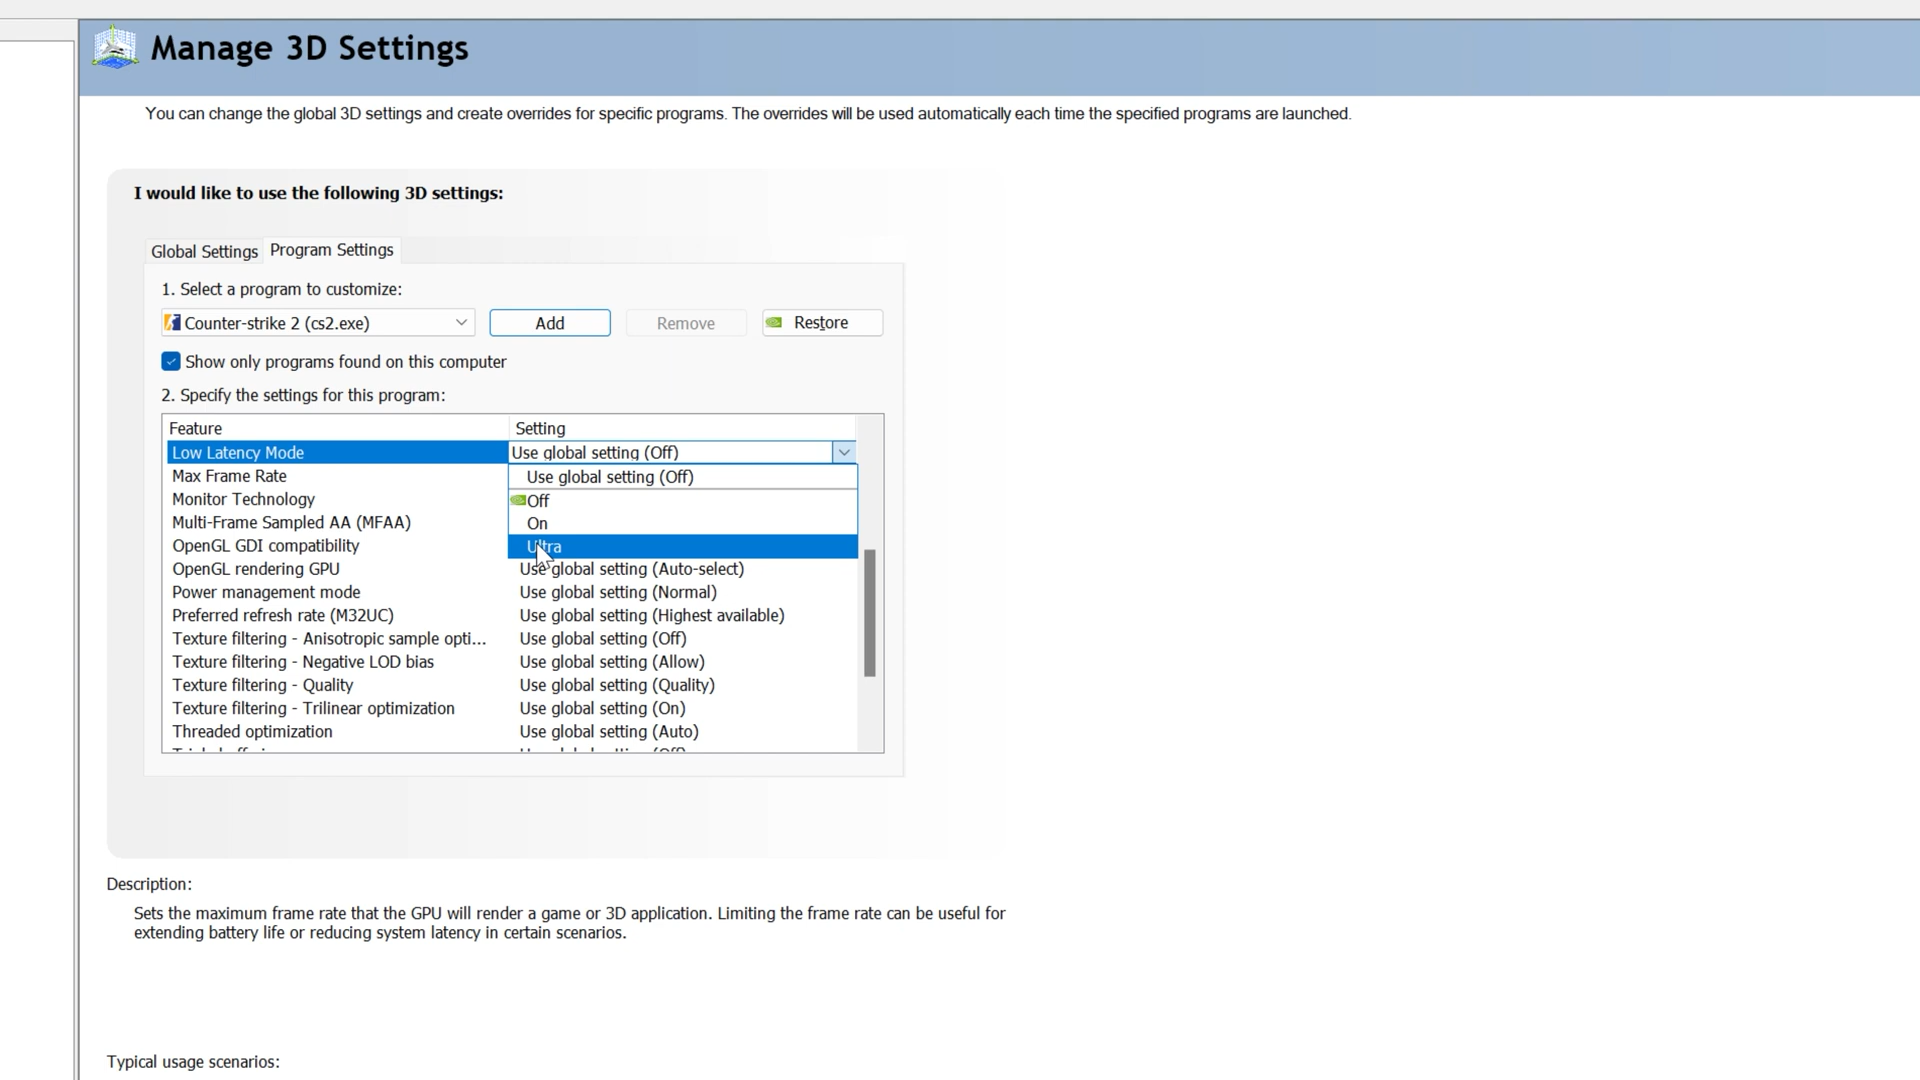 Manage 3D Settings
You can change the global 3D settings and create overrides for specific programs. The overrides will be used automatically each time the specified programs are launched.
I would like to use the following 3D settings:
Global Settings Program Settings
1. Select a program to customize:
Counter-strike 2 (cs2.exe) Add Remove Restore
Show only programs found on this computer
2. Specify the settings for this program:
Feature Setting
Low Latency Mode Use global setting (Off)
Max Frame Rate Use global setting (Off)
Monitor Technology Off
Multi-Frame Sampled AA (MFAA) On
OpenGL GDI compatibility Ultra
OpenGL rendering GPU Use global setting (Auto-select)
Power management mode Use global setting (Normal)
Preferred refresh rate (M32UC) Use global setting (Highest available)
Texture filtering - Anisotropic sample opti... Use global setting (Off)
Texture filtering - Negative LOD bias Use global setting (Allow)
Texture filtering - Quality Use global setting (Quality)
Texture filtering - Trilinear optimization Use global setting (On)
Threaded optimization Use global setting (Auto)
Description:
Sets the maximum frame rate that the GPU will render a game or 3D application. Limiting the frame rate can be useful for
extending battery life or reducing system latency in certain scenarios.
Typical usage scenarios: